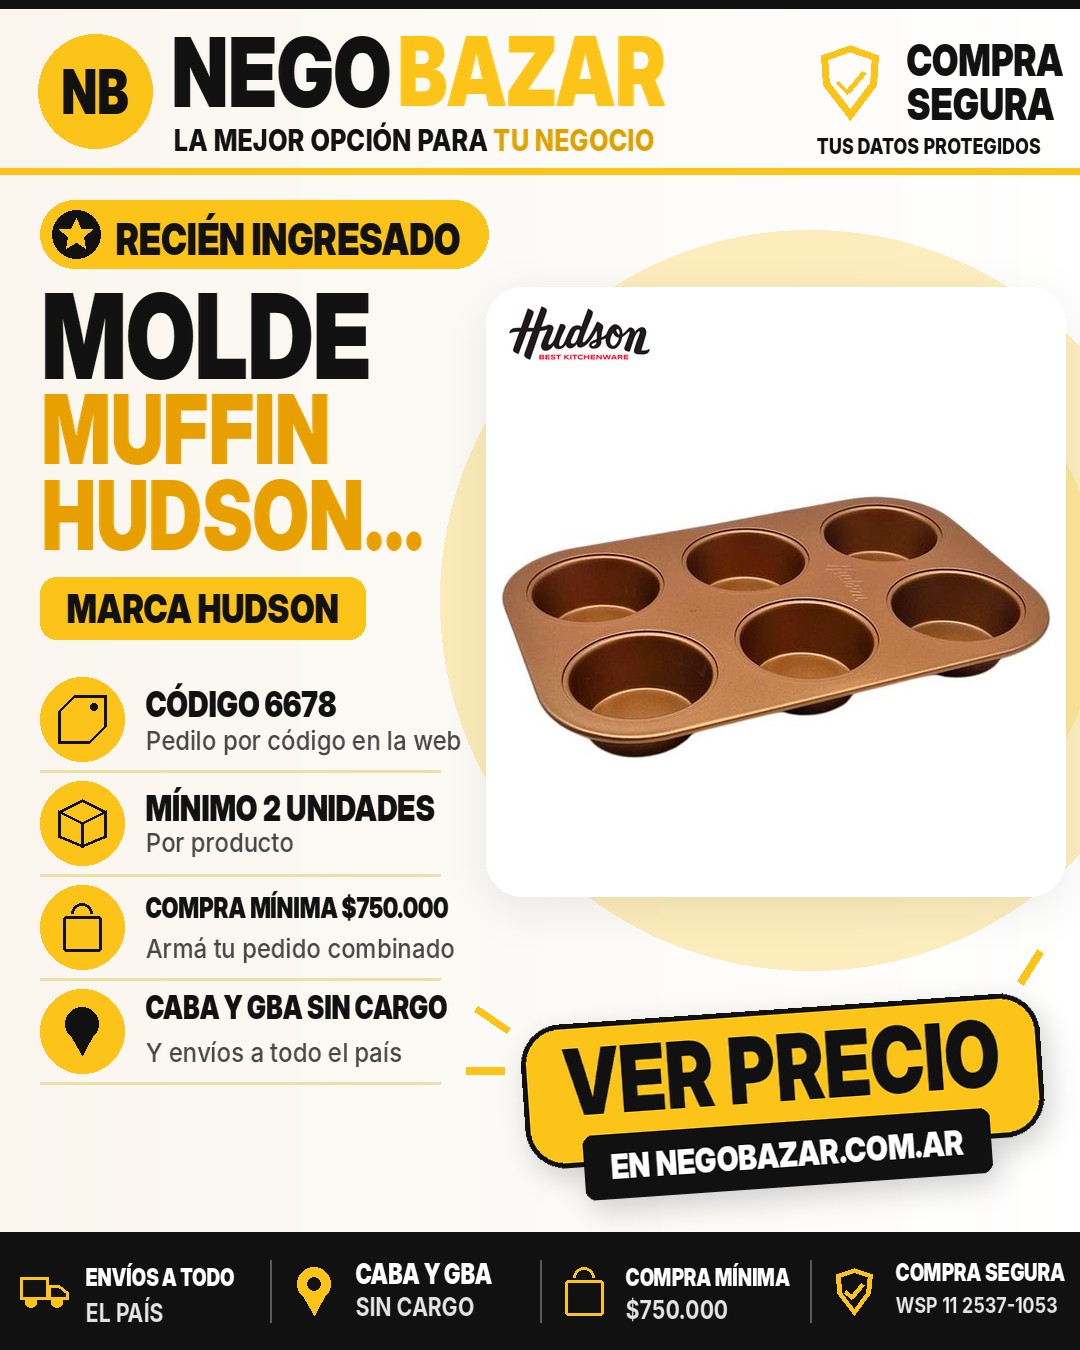 NB
NEGOBAZAR
LA MEJOR OPCIÓN PARA TU NEGOCIO
COMPRA
SEGURA
TUS DATOS PROTEGIDOS
RECIÉN INGRESADO
MOLDE
MUFFIN
HUDSON...
MARCA HUDSON
CÓDIGO 6678
Pedilo por código en la web
MÍNIMO 2 UNIDADES
Por producto
COMPRA MÍNIMA $750.000
Armá tu pedido combinado
CABA Y GBA SIN CARGO
Y envíos a todo el país
Hudson
BEST KITCHENWARE
Hudson
VER PRECIO
EN NEGOBAZAR.COM.AR
ENVÍOS A TODO
EL PAÍS
CABA Y GBA
SIN CARGO
COMPRA MÍNIMA
$750.000
COMPRA SEGURA
WSP 11 2537-1053